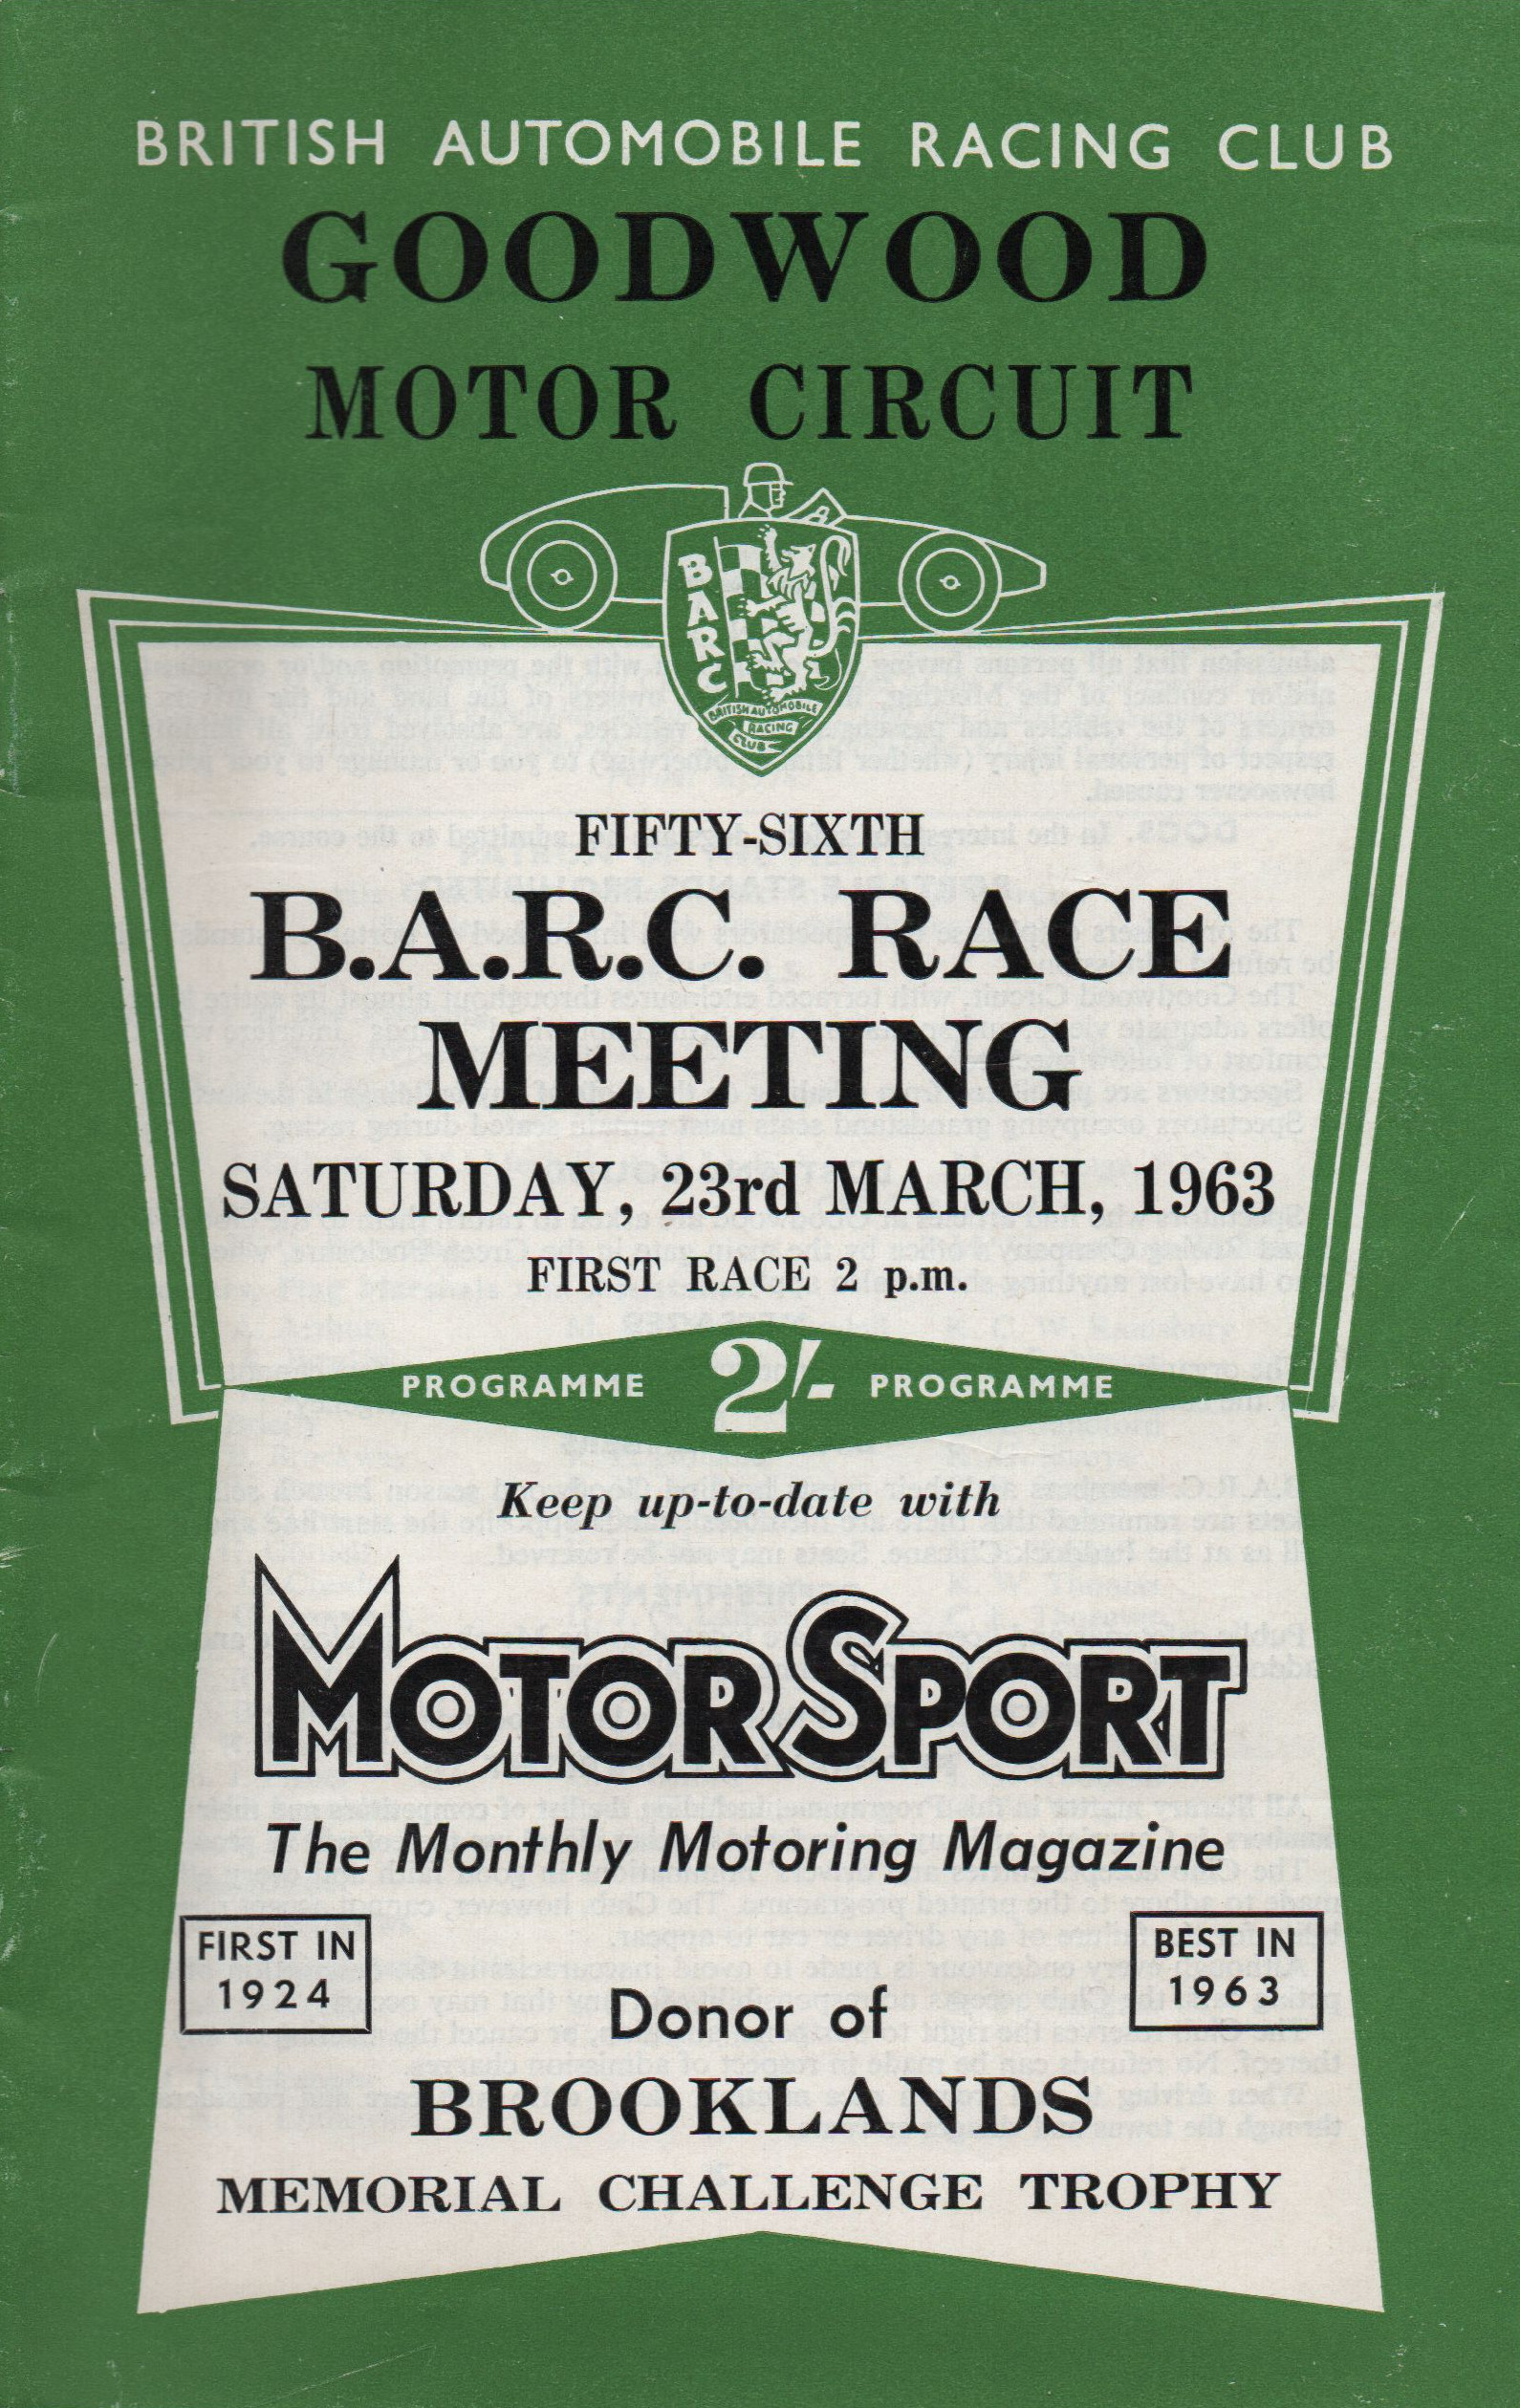 BRITISH AUTOMOBILE RACING CLUB
GOODWOOD
MOTOR CIRCUIT
BARC
BRITISH AUTOMOBILE
RACING
CLUB
FIFTY-SIXTH
B.A.R.C. RACE
MEETING
SATURDAY, 23rd MARCH, 1963
FIRST RACE 2 p.m.
PROGRAMME 2/- PROGRAMME
Keep up-to-date with
MOTOR SPORT
The Monthly Motoring Magazine
FIRST IN
1924
BEST IN
1963
Donor of
BROOKLANDS
MEMORIAL CHALLENGE TROPHY